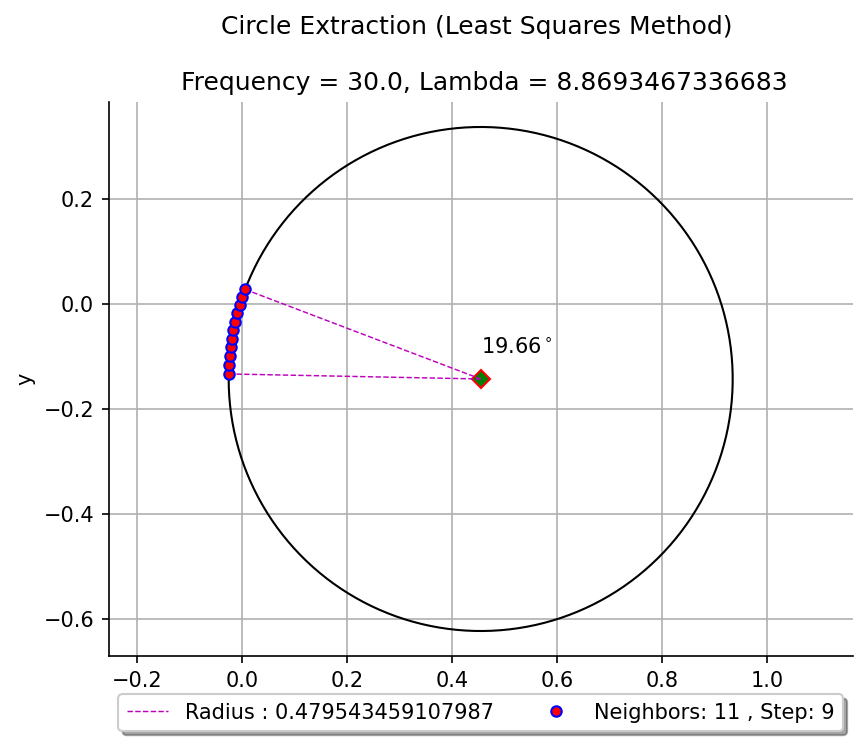 Circle Extraction (Least Squares Method)
Frequency = 30.0, Lambda = 8.8693467336683
0.2
0.0
−0.2
−0.4
−0.6
y
19.66°
−0.2 0.0 0.2 0.4 0.6 0.8 1.0
Radius : 0.479543459107987 Neighbors: 11 , Step: 9